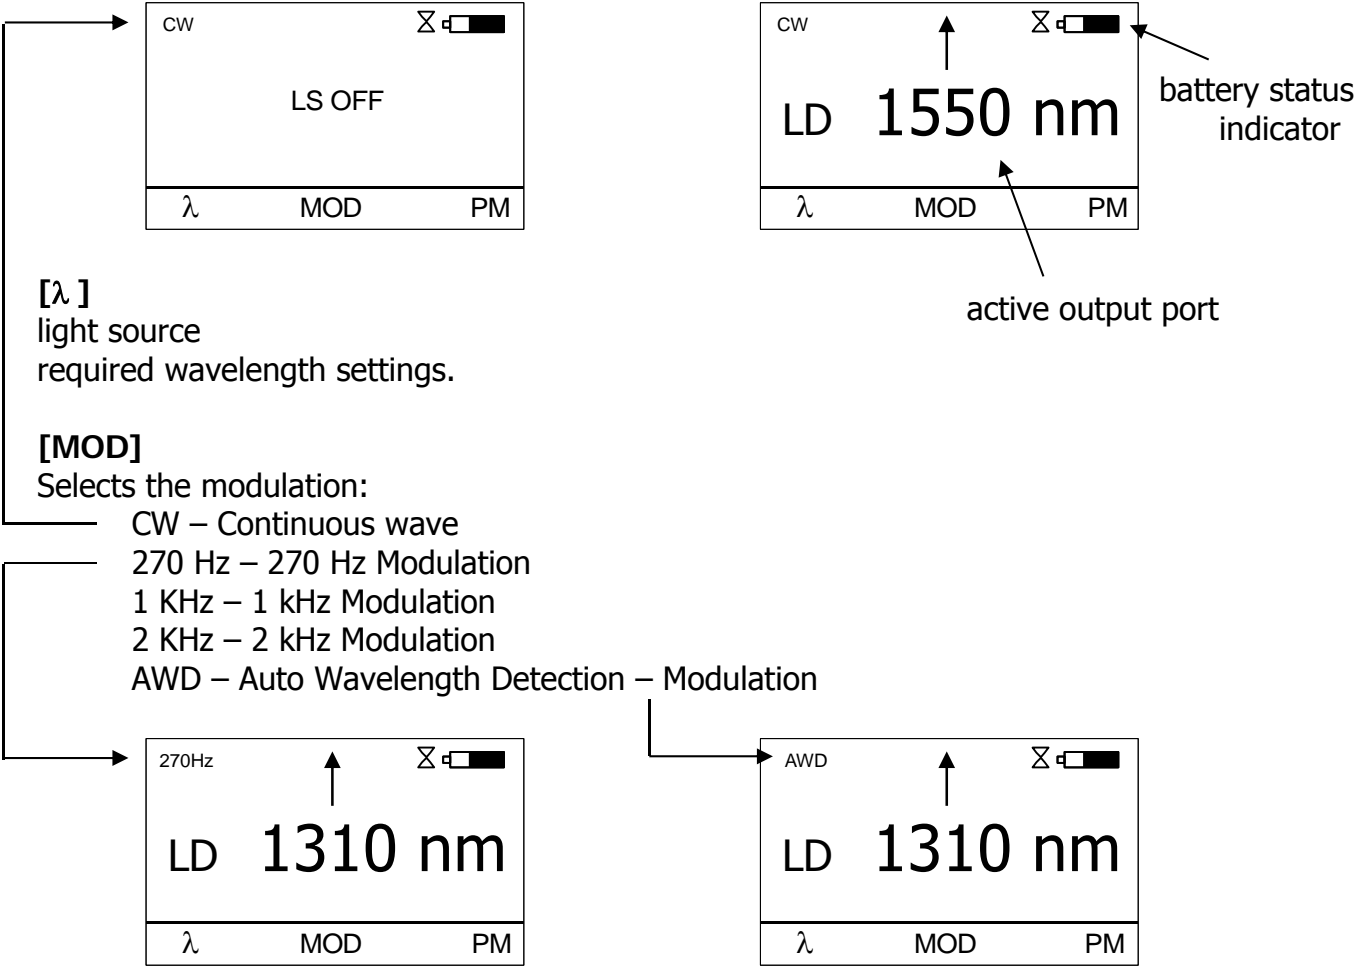 CW
LS OFF
λ MOD PM
CW
LD 1550 nm
λ MOD PM
battery status
indicator
active output port
[λ ]
light source
required wavelength settings.
[MOD]
Selects the modulation:
CW – Continuous wave
270 Hz – 270 Hz Modulation
1 KHz – 1 kHz Modulation
2 KHz – 2 kHz Modulation
AWD – Auto Wavelength Detection – Modulation
270Hz
LD 1310 nm
λ MOD PM
AWD
LD 1310 nm
λ MOD PM